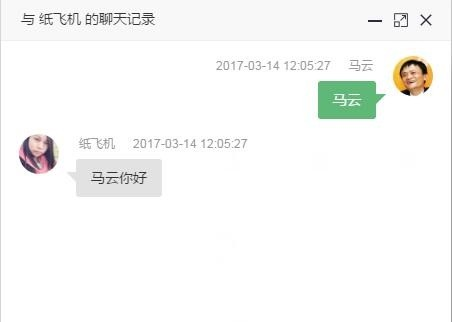 与 纸飞机 的聊天记录
2017-03-14 12:05:27 马云
马云
纸飞机 2017-03-14 12:05:27
马云你好